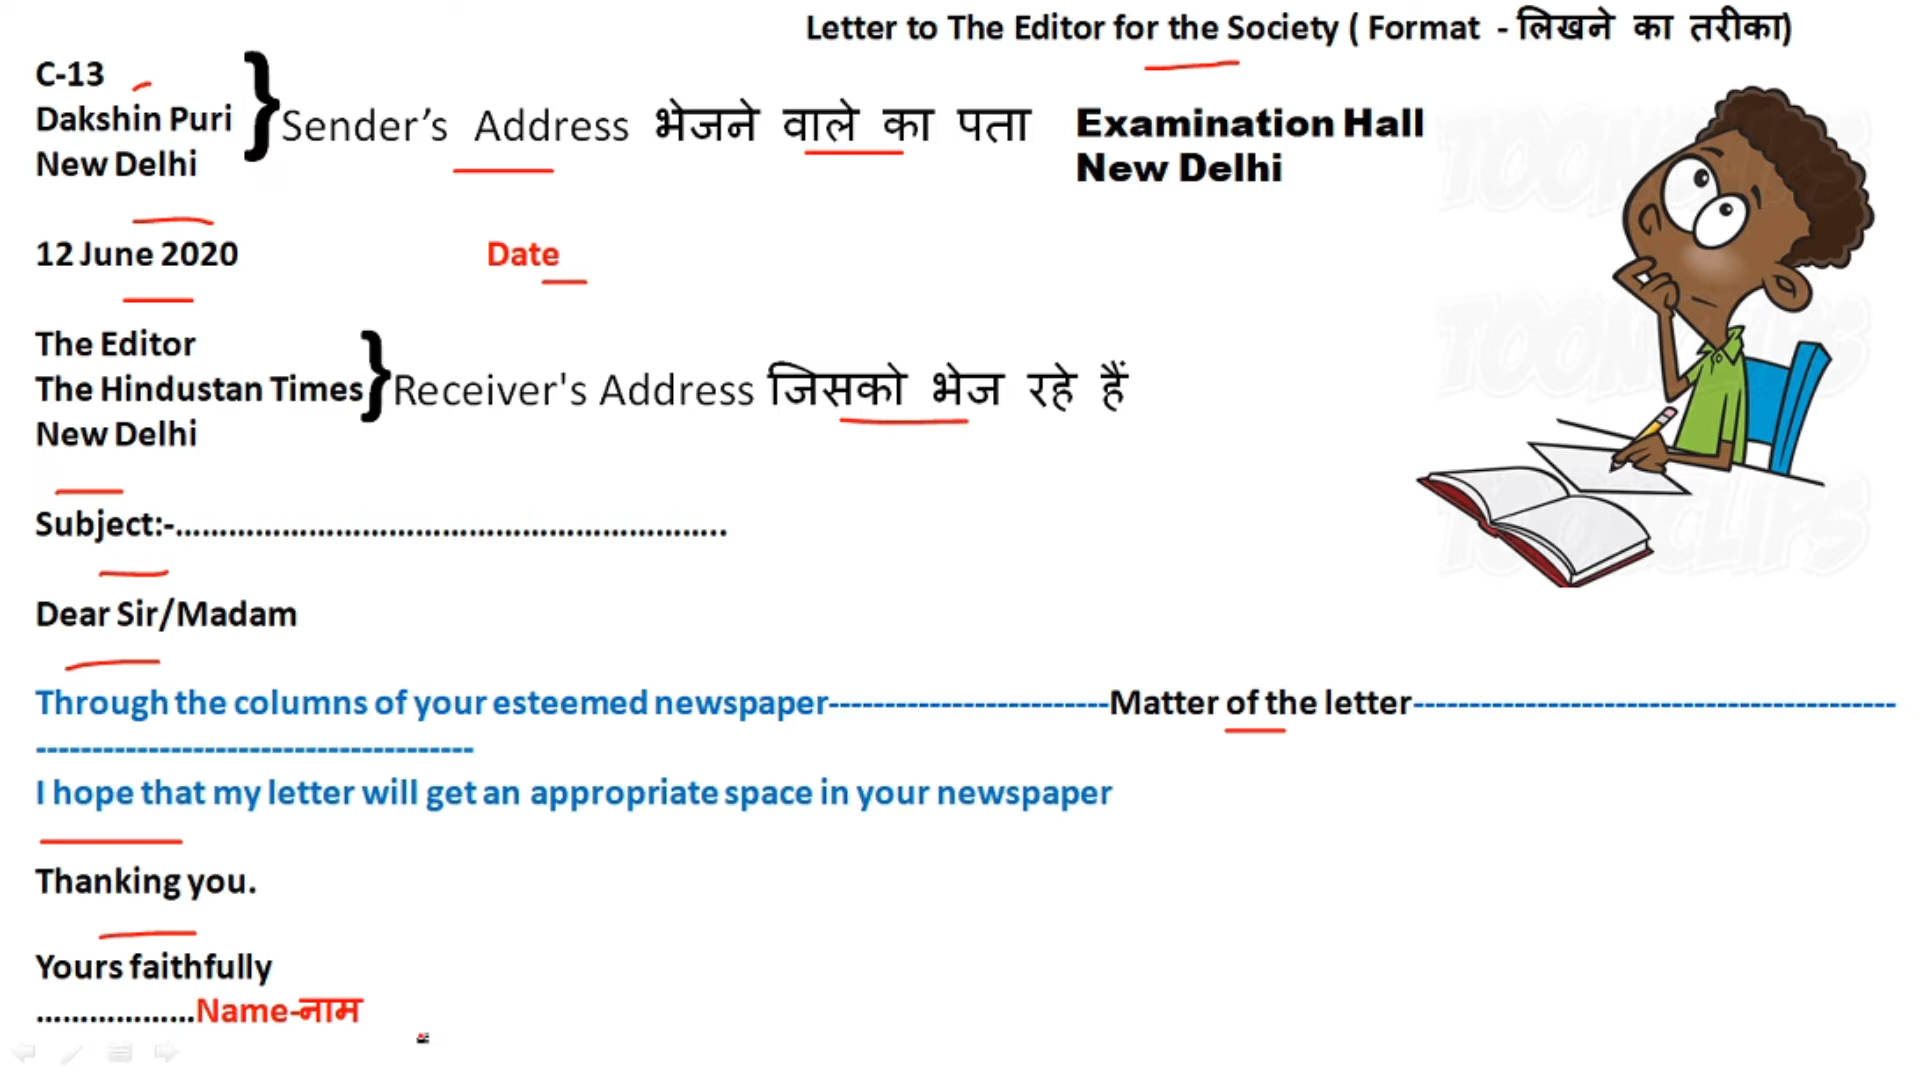 Letter to The Editor for the Society ( Format - लिखने का तरीका)
C-13
Dakshin Puri
New Delhi
Sender’s Address भेजने वाले का पता
Examination Hall
New Delhi
12 June 2020
Date
The Editor
The Hindustan Times
New Delhi
Receiver's Address जिसको भेज रहे हैं
Subject:-……………………………………………………..
Dear Sir/Madam
Through the columns of your esteemed newspaper-------------------------Matter of the letter-------------------------------------------
---------------------------------------
I hope that my letter will get an appropriate space in your newspaper
Thanking you.
Yours faithfully
………………Name-नाम